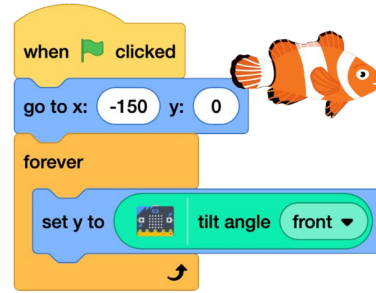 when clicked
go to x: -150 y: 0
forever
set y to tilt angle front